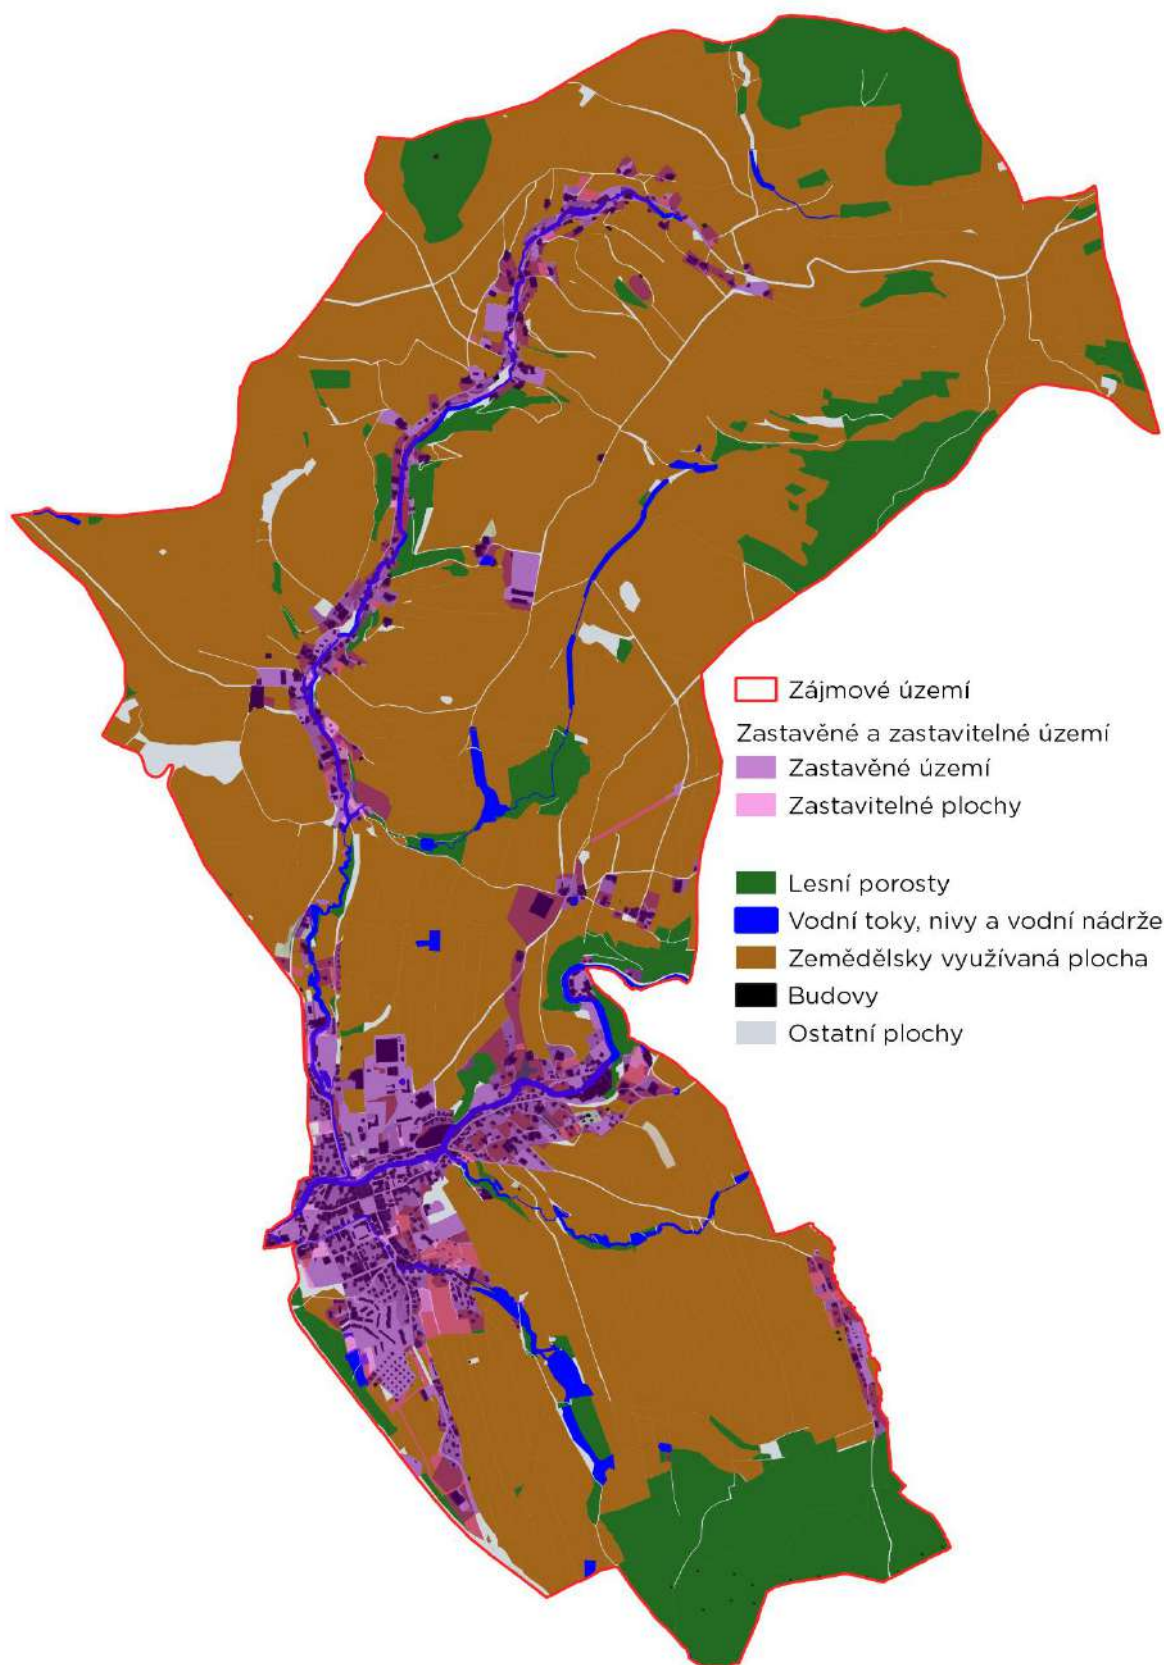 Zájmové území
Zastavěné a zastavitelné území
Zastavěné území
Zastavitelné plochy
Lesní porosty
Vodní toky, nivy a vodní nádrže
Zemědělsky využívaná plocha
Budovy
Ostatní plochy